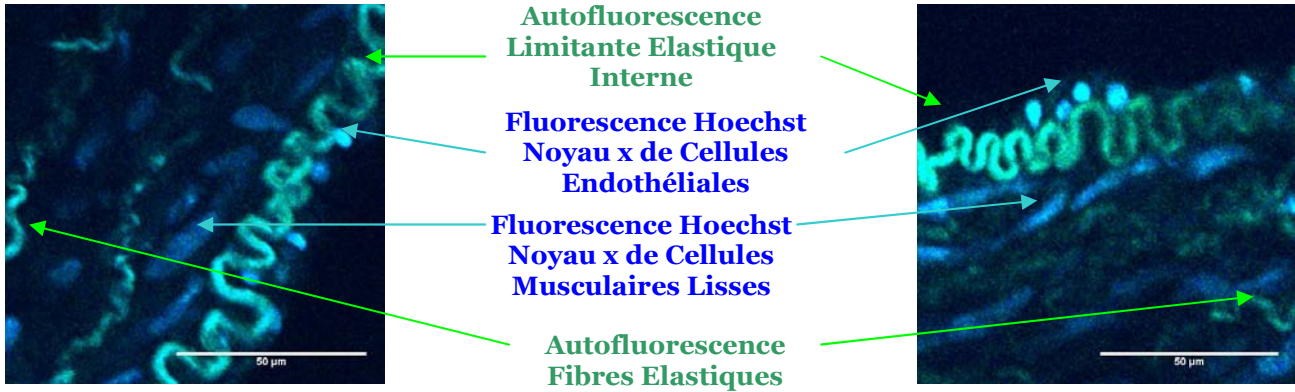 Autofluorescence
Limitante Elastique
Interne
Fluorescence Hoechst
Noyau x de Cellules
Endothéliales
Fluorescence Hoechst
Noyau x de Cellules
Musculaires Lisses
Autofluorescence
Fibres Elastiques
50 µm
50 µm